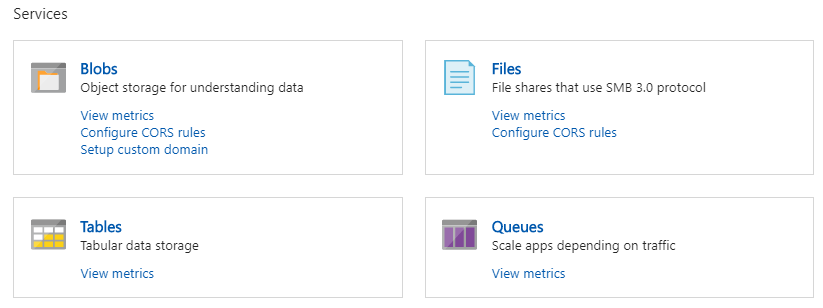 Services
Blobs
Object storage for understanding data
View metrics
Configure CORS rules
Setup custom domain
Files
File shares that use SMB 3.0 protocol
View metrics
Configure CORS rules
Tables
Tabular data storage
View metrics
Queues
Scale apps depending on traffic
View metrics